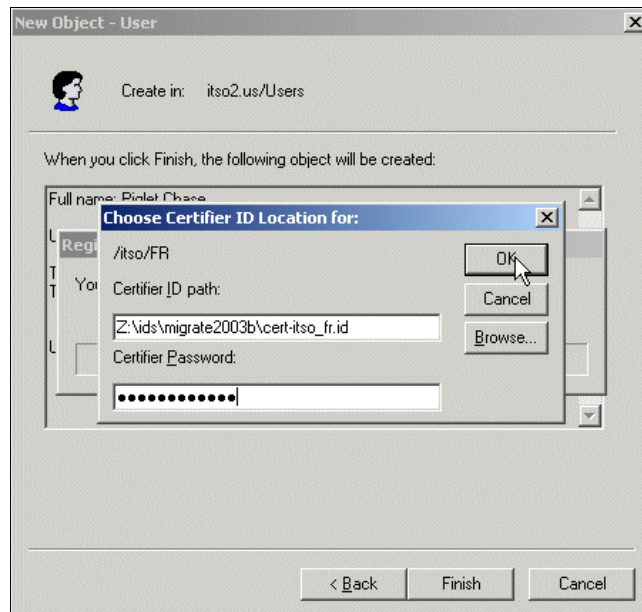 New Object - User
Create in: itso2.us/Users
When you click Finish, the following object will be created:
Full name: Piglet Chase
Choose Certifier ID Location for:
/itso/FR
OK
Certifier ID path:
Cancel
Z:\ids\migrate2003b\cert-itso_fr.id
Browse...
Certifier Password:
●●●●●●●●●●●●
< Back
Finish
Cancel